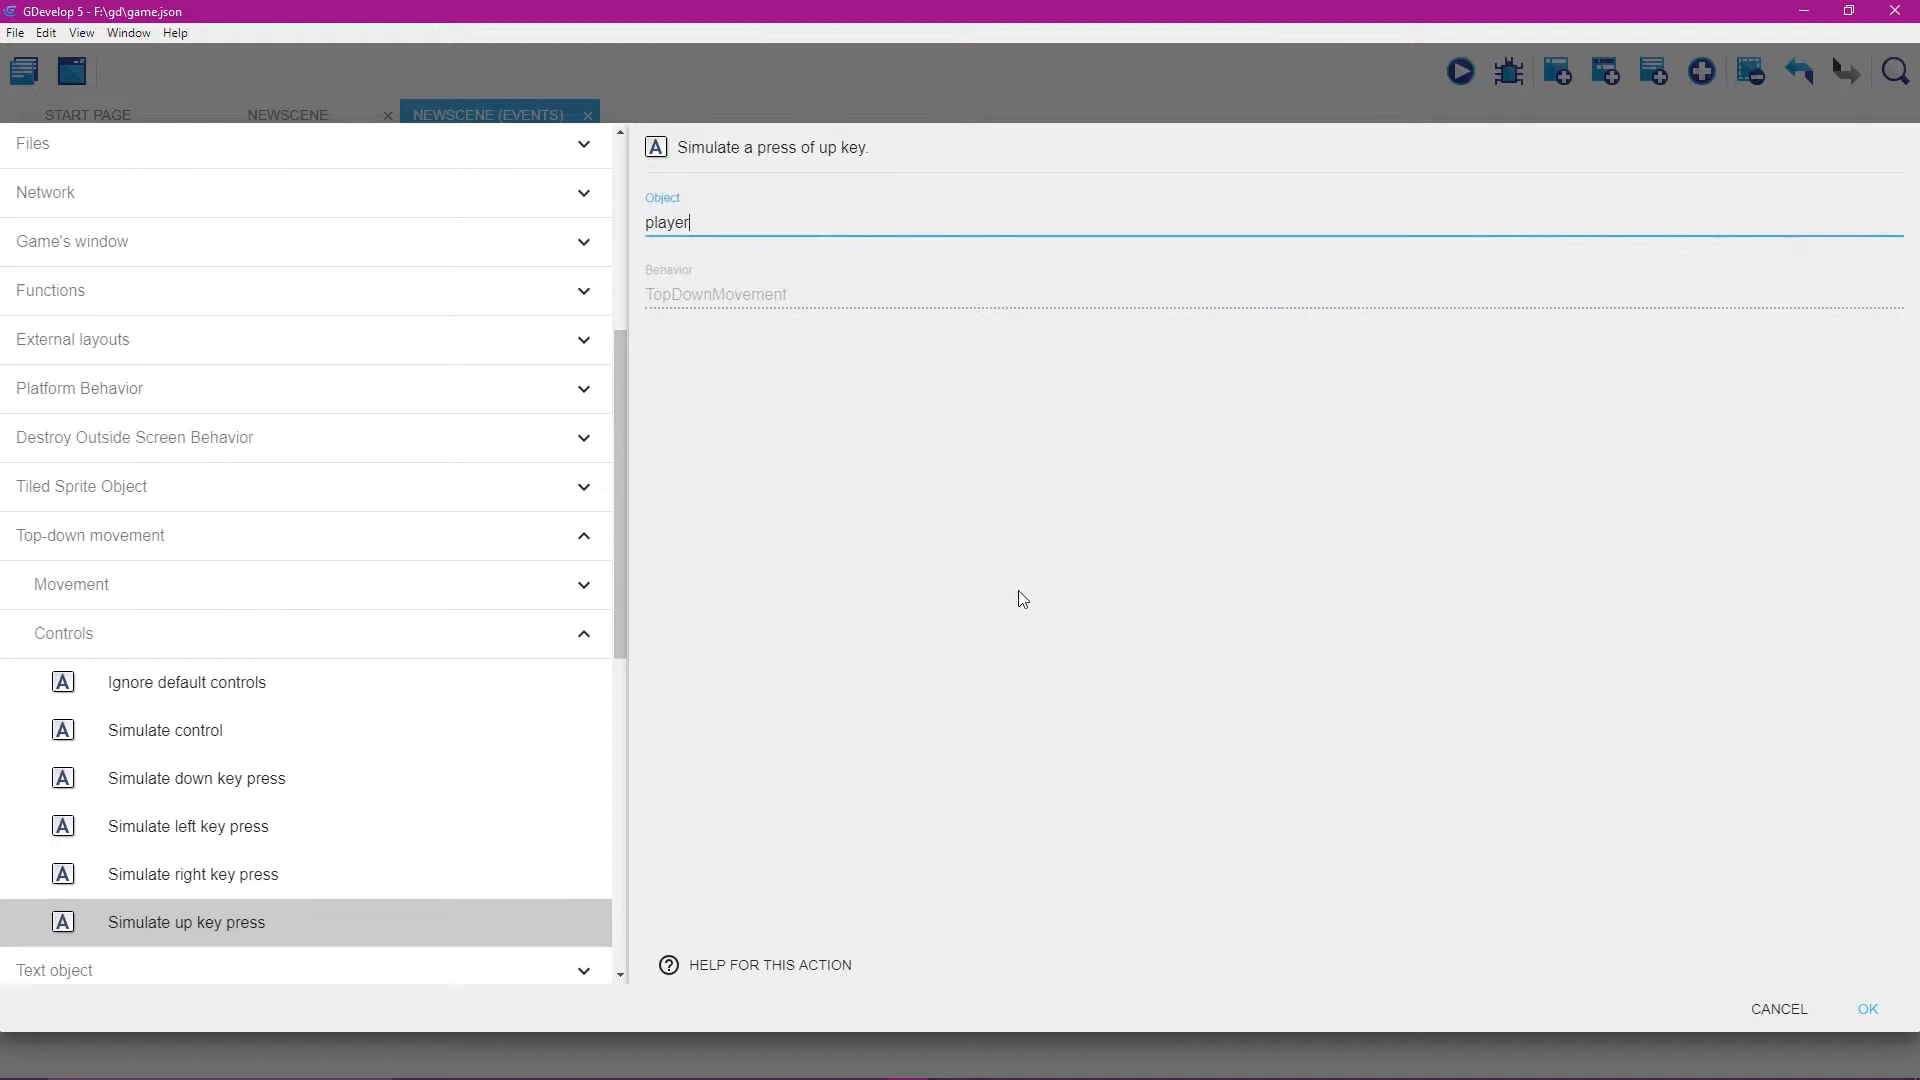 GDevelop 5 - F:\gd\game.json
File Edit View Window Help
START PAGE NEWSCENE NEWSCENE (EVENTS)
Files
Network
Game's window
Functions
External layouts
Platform Behavior
Destroy Outside Screen Behavior
Tiled Sprite Object
Top-down movement
Movement
Controls
A Ignore default controls
A Simulate control
A Simulate down key press
A Simulate left key press
A Simulate right key press
A Simulate up key press
Text object
A Simulate a press of up key.
Object
player
Behavior
TopDownMovement
? HELP FOR THIS ACTION
CANCEL OK